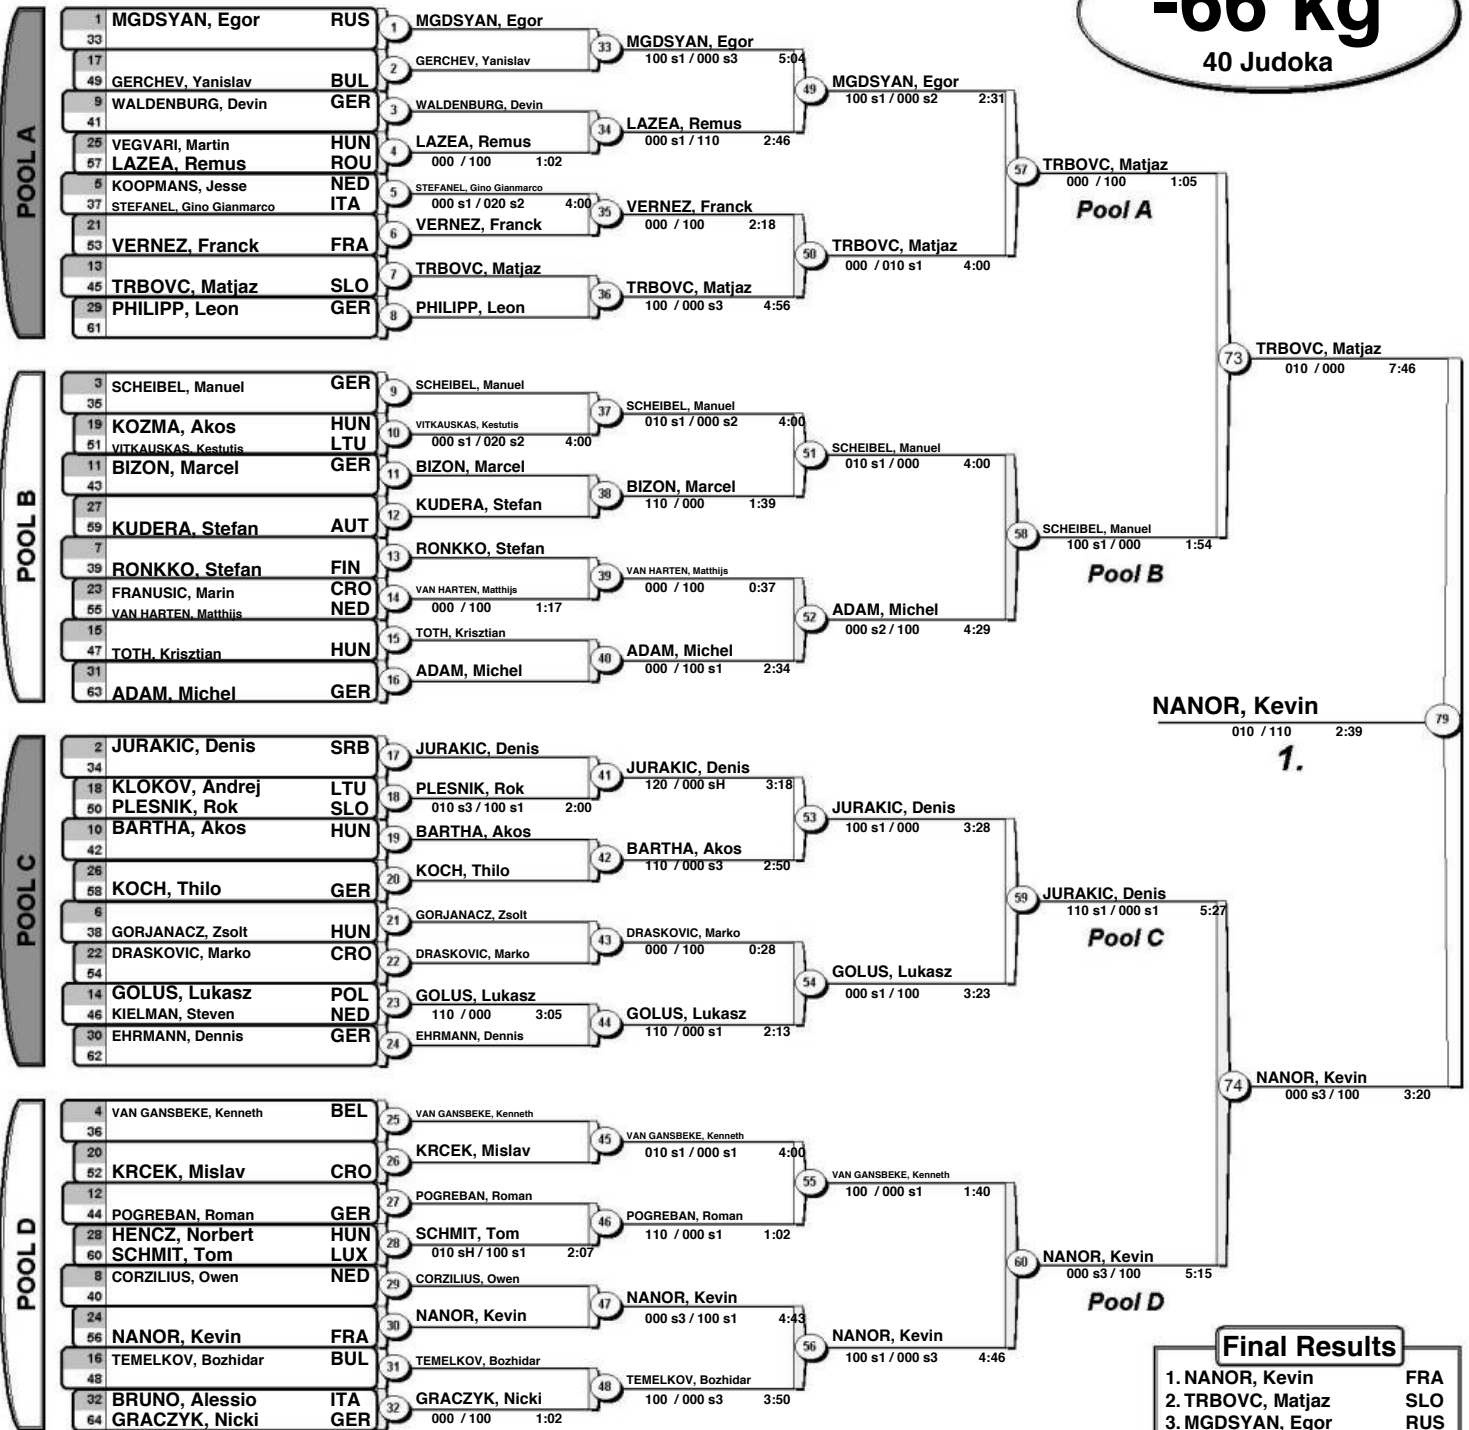 -66 kg
40 Judoka
POOL A
1 MGDSYAN, Egor RUS
33
17
49 GERCHEV, Yanislav BUL
9 WALDENBURG, Devin GER
41
25 VEGVARI, Martin HUN
57 LAZEA, Remus ROU
5 KOOPMANS, Jesse NED
37 STEFANEL, Gino Gianmarco ITA
21
53 VERNEZ, Franck FRA
13
45 TRBOVC, Matjaz SLO
29 PHILIPP, Leon GER
61
1 MGDSYAN, Egor
2 GERCHEV, Yanislav
3 WALDENBURG, Devin
4 LAZEA, Remus
000 / 100 1:02
5 STEFANEL, Gino Gianmarco
000 s1 / 020 s2 4:00
6 VERNEZ, Franck
7 TRBOVC, Matjaz
8 PHILIPP, Leon
33 MGDSYAN, Egor
100 s1 / 000 s3 5:04
34 LAZEA, Remus
000 s1 / 110 2:46
35 VERNEZ, Franck
000 / 100 2:18
36 TRBOVC, Matjaz
100 / 000 s3 4:56
49 MGDSYAN, Egor
100 s1 / 000 s2 2:31
50 TRBOVC, Matjaz
000 / 010 s1 4:00
57 TRBOVC, Matjaz
000 / 100 1:05
Pool A
POOL B
3 SCHEIBEL, Manuel GER
35
19 KOZMA, Akos HUN
51 VITKAUSKAS, Kestutis LTU
11 BIZON, Marcel GER
43
27
59 KUDERA, Stefan AUT
7
39 RONKKO, Stefan FIN
23 FRANUSIC, Marin CRO
55 VAN HARTEN, Matthijs NED
15
47 TOTH, Krisztian HUN
31
63 ADAM, Michel GER
9 SCHEIBEL, Manuel
10 VITKAUSKAS, Kestutis
000 s1 / 020 s2 4:00
11 BIZON, Marcel
12 KUDERA, Stefan
13 RONKKO, Stefan
14 VAN HARTEN, Matthijs
000 / 100 1:17
15 TOTH, Krisztian
16 ADAM, Michel
37 SCHEIBEL, Manuel
010 s1 / 000 s2 4:00
38 BIZON, Marcel
110 / 000 1:39
39 VAN HARTEN, Matthijs
000 / 100 0:37
40 ADAM, Michel
000 / 100 s1 2:34
51 SCHEIBEL, Manuel
010 s1 / 000 4:00
52 ADAM, Michel
000 s2 / 100 4:29
58 SCHEIBEL, Manuel
100 s1 / 000 1:54
Pool B
73 TRBOVC, Matjaz
010 / 000 7:46
NANOR, Kevin 79
010 / 110 2:39
1.
POOL C
2 JURAKIC, Denis SRB
34
18 KLOKOV, Andrej LTU
50 PLESNIK, Rok SLO
10 BARTHA, Akos HUN
42
26
58 KOCH, Thilo GER
6
38 GORJANACZ, Zsolt HUN
22 DRASKOVIC, Marko CRO
54
14 GOLUS, Lukasz POL
46 KIELMAN, Steven NED
30 EHRMANN, Dennis GER
62
17 JURAKIC, Denis
18 PLESNIK, Rok
010 s3 / 100 s1 2:00
19 BARTHA, Akos
20 KOCH, Thilo
21 GORJANACZ, Zsolt
22 DRASKOVIC, Marko
23 GOLUS, Lukasz
110 / 000 3:05
24 EHRMANN, Dennis
41 JURAKIC, Denis
120 / 000 sH 3:18
42 BARTHA, Akos
110 / 000 s3 2:50
43 DRASKOVIC, Marko
000 / 100 0:28
44 GOLUS, Lukasz
110 / 000 s1 2:13
53 JURAKIC, Denis
100 s1 / 000 3:28
54 GOLUS, Lukasz
000 s1 / 100 3:23
59 JURAKIC, Denis
110 s1 / 000 s1 5:27
Pool C
POOL D
4 VAN GANSBEKE, Kenneth BEL
36
20
52 KRCEK, Mislav CRO
12
44 POGREBAN, Roman GER
28 HENCZ, Norbert HUN
60 SCHMIT, Tom LUX
8 CORZILIUS, Owen NED
40
24
56 NANOR, Kevin FRA
16 TEMELKOV, Bozhidar BUL
48
32 BRUNO, Alessio ITA
64 GRACZYK, Nicki GER
25 VAN GANSBEKE, Kenneth
26 KRCEK, Mislav
27 POGREBAN, Roman
28 SCHMIT, Tom
010 sH / 100 s1 2:07
29 CORZILIUS, Owen
30 NANOR, Kevin
31 TEMELKOV, Bozhidar
32 GRACZYK, Nicki
000 / 100 1:02
45 VAN GANSBEKE, Kenneth
010 s1 / 000 s1 4:00
46 POGREBAN, Roman
110 / 000 s1 1:02
47 NANOR, Kevin
000 s3 / 100 s1 4:43
48 TEMELKOV, Bozhidar
100 / 000 s3 3:50
55 VAN GANSBEKE, Kenneth
100 / 000 s1 1:40
56 NANOR, Kevin
100 s1 / 000 s3 4:46
60 NANOR, Kevin
000 s3 / 100 5:15
Pool D
74 NANOR, Kevin
000 s3 / 100 3:20
Final Results
1. NANOR, Kevin FRA
2. TRBOVC, Matjaz SLO
3. MGDSYAN, Egor RUS